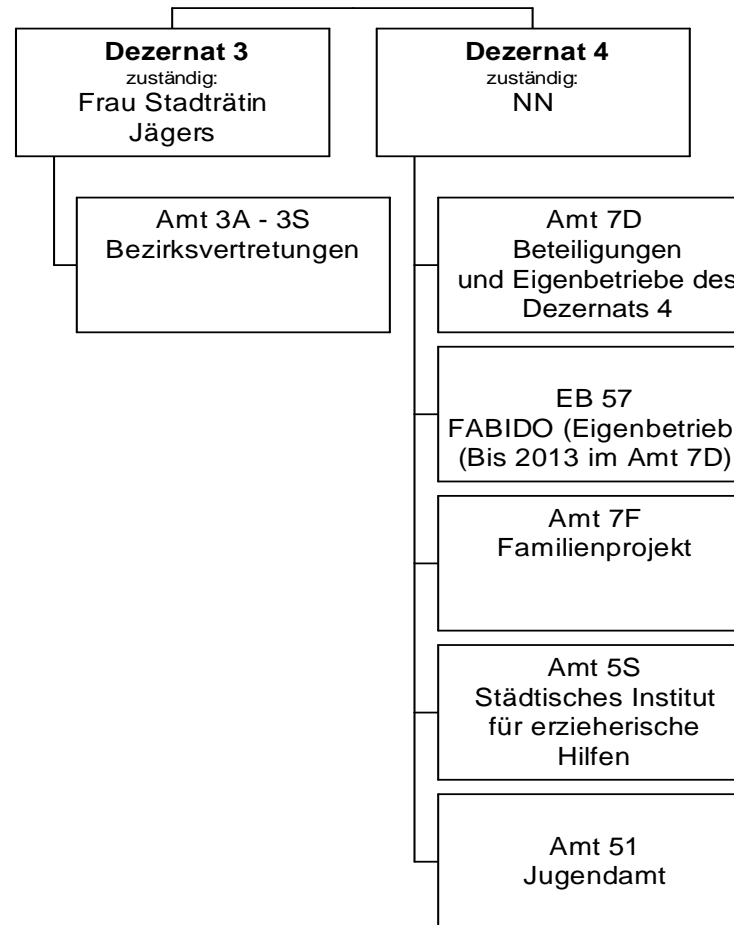 Dezernat 3
zuständig:
Frau Stadträtin
Jägers
Amt 3A - 3S
Bezirksvertretungen
Dezernat 4
zuständig:
NN
Amt 7D
Beteiligungen
und Eigenbetriebe des
Dezernats 4
EB 57
FABIDO (Eigenbetrieb
(Bis 2013 im Amt 7D)
Amt 7F
Familienprojekt
Amt 5S
Städtisches Institut
für erzieherische
Hilfen
Amt 51
Jugendamt